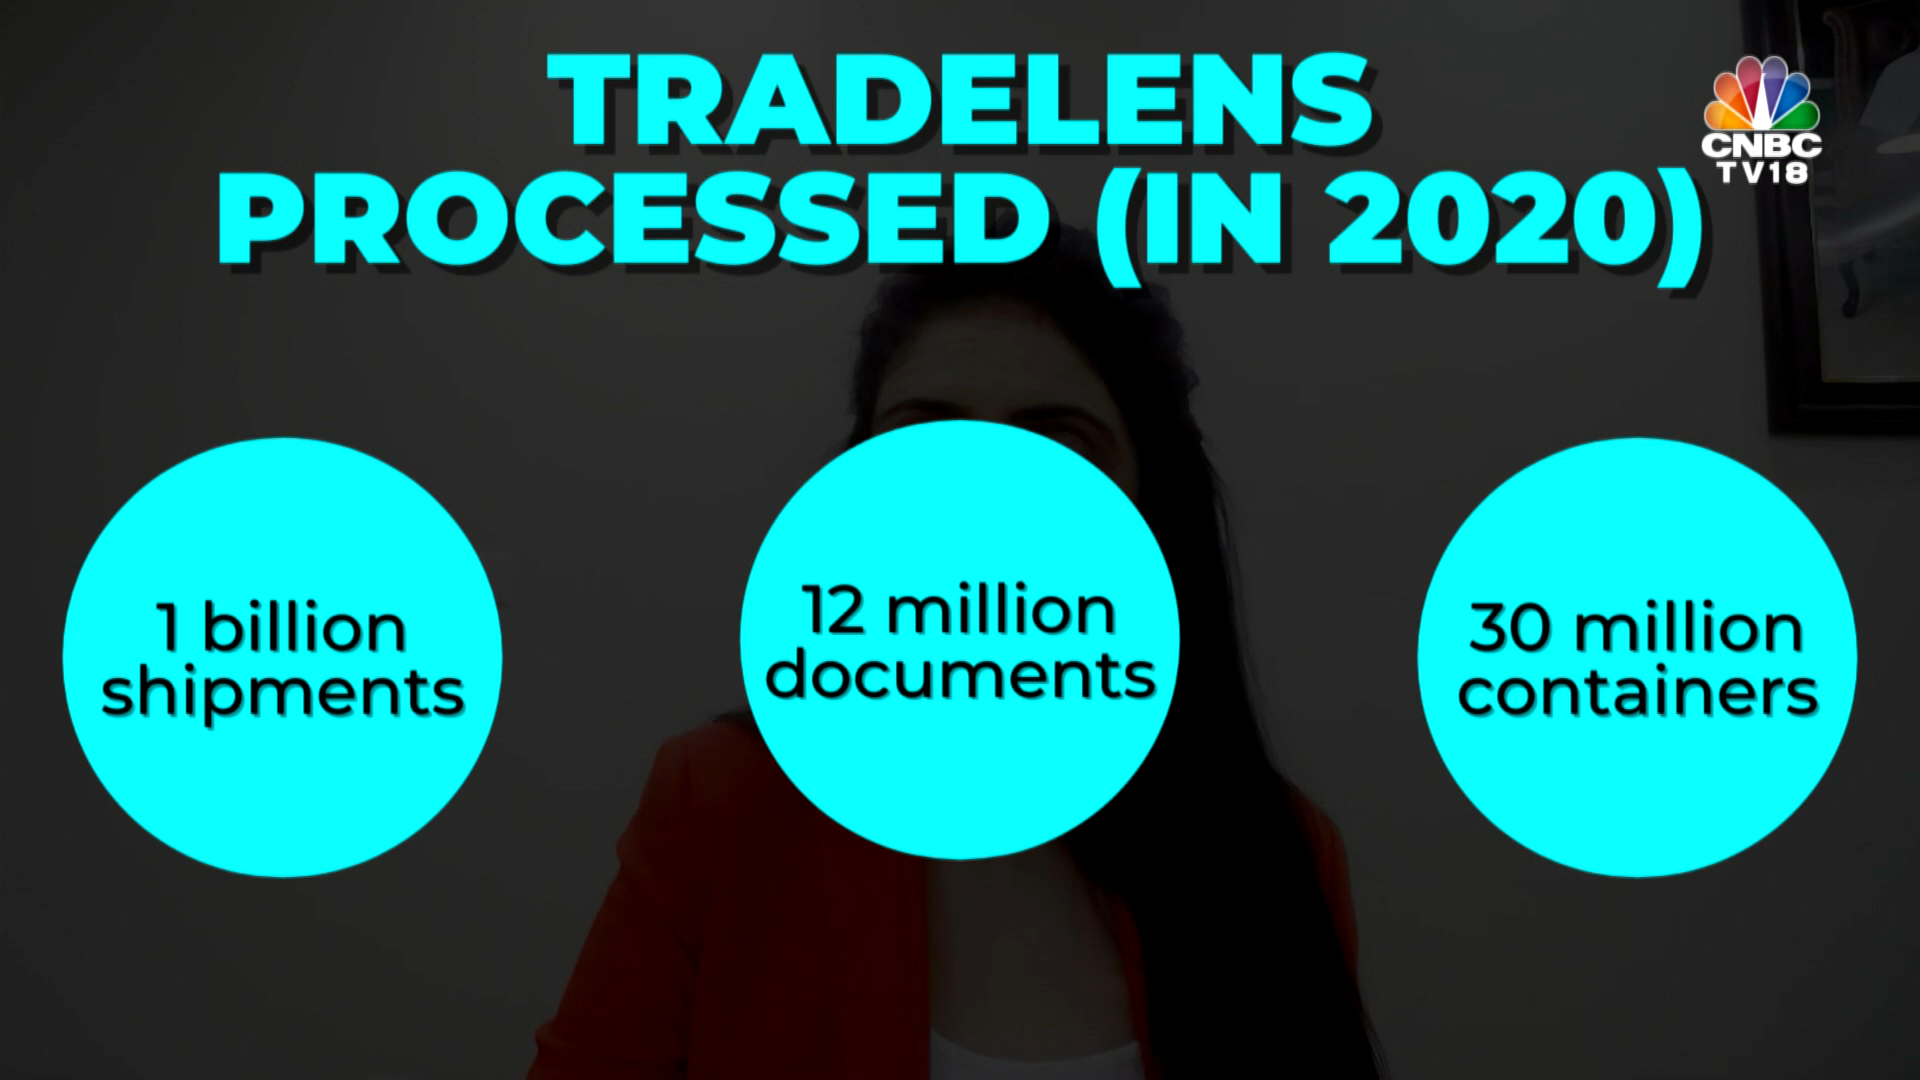 TRADELENS
PROCESSED (IN 2020)
CNBC
TV18
1 billion
shipments
12 million
documents
30 million
containers